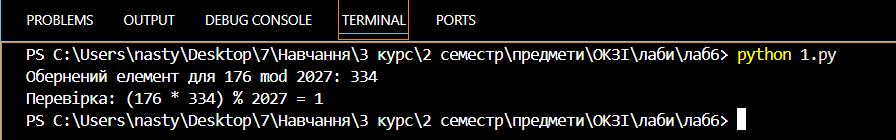 PROBLEMS OUTPUT DEBUG CONSOLE TERMINAL PORTS
PS C:\Users\nasty\Desktop\7\Навчання\3 курс\2 семестр\предмети\ОКЗІ\лаби\лаб6> python 1.py
Обернений елемент для 176 mod 2027: 334
Перевірка: (176 * 334) % 2027 = 1
PS C:\Users\nasty\Desktop\7\Навчання\3 курс\2 семестр\предмети\ОКЗІ\лаби\лаб6>